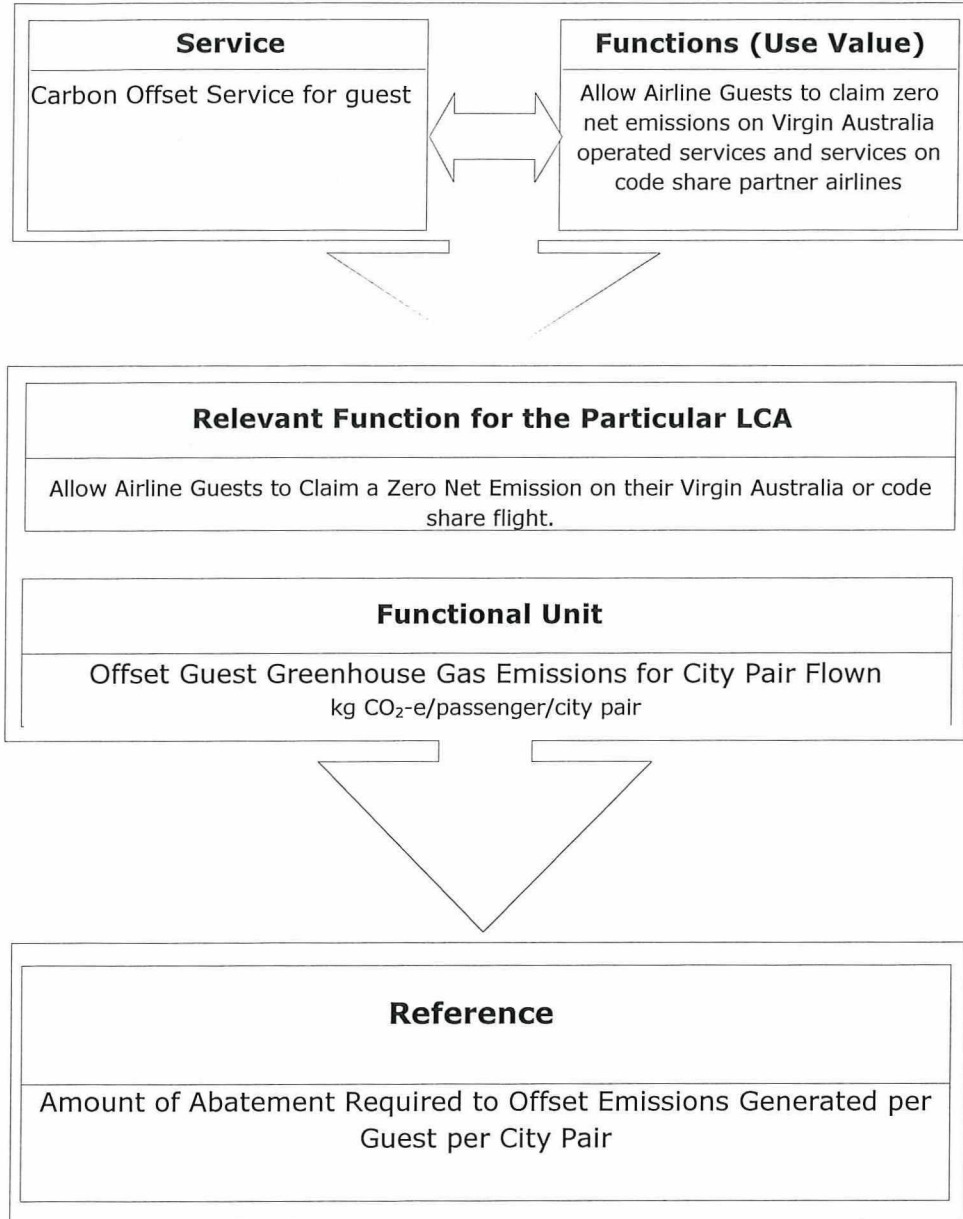 Service
Carbon Offset Service for guest
Functions (Use Value)
Allow Airline Guests to claim zero
net emissions on Virgin Australia
operated services and services on
code share partner airlines
Relevant Function for the Particular LCA
Allow Airline Guests to Claim a Zero Net Emission on their Virgin Australia or code
share flight.
Functional Unit
Offset Guest Greenhouse Gas Emissions for City Pair Flown
kg CO₂-e/passenger/city pair
Reference
Amount of Abatement Required to Offset Emissions Generated per
Guest per City Pair